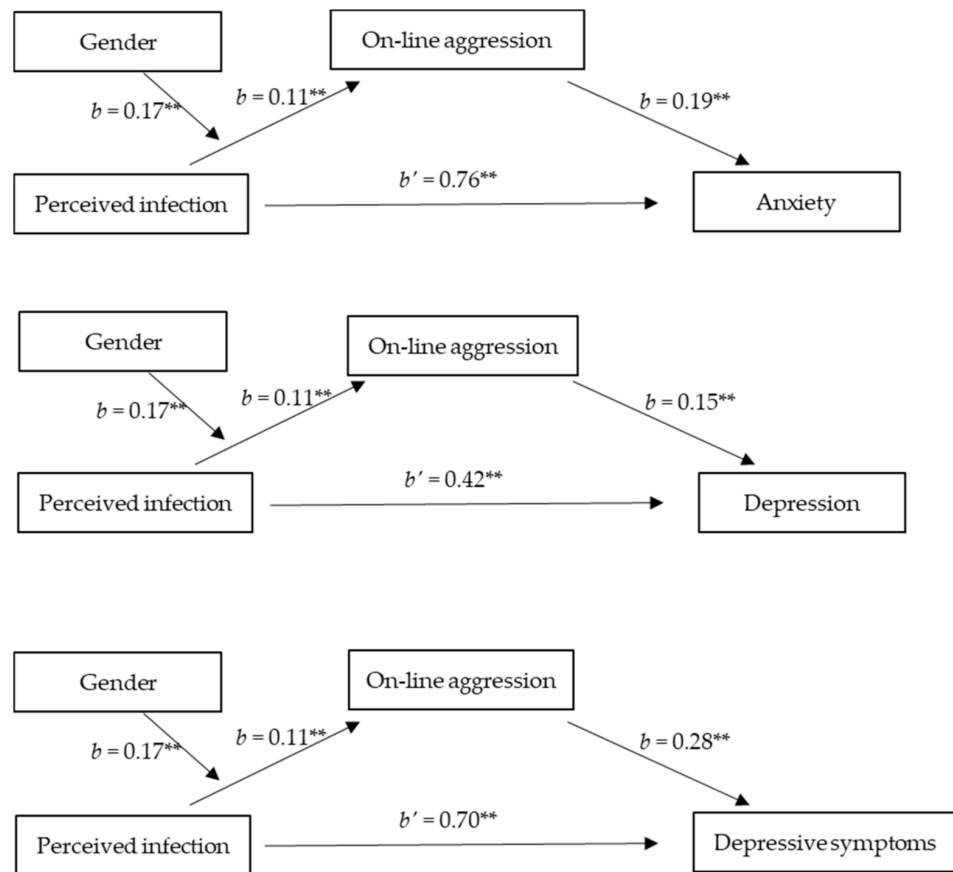 Gender
On-line aggression
b = 0.17**
b = 0.11**
b = 0.19**
Perceived infection
b′ = 0.76**
Anxiety
Gender
On-line aggression
b = 0.17**
b = 0.11**
b = 0.15**
Perceived infection
b′ = 0.42**
Depression
Gender
On-line aggression
b = 0.17**
b = 0.11**
b = 0.28**
Perceived infection
b′ = 0.70**
Depressive symptoms